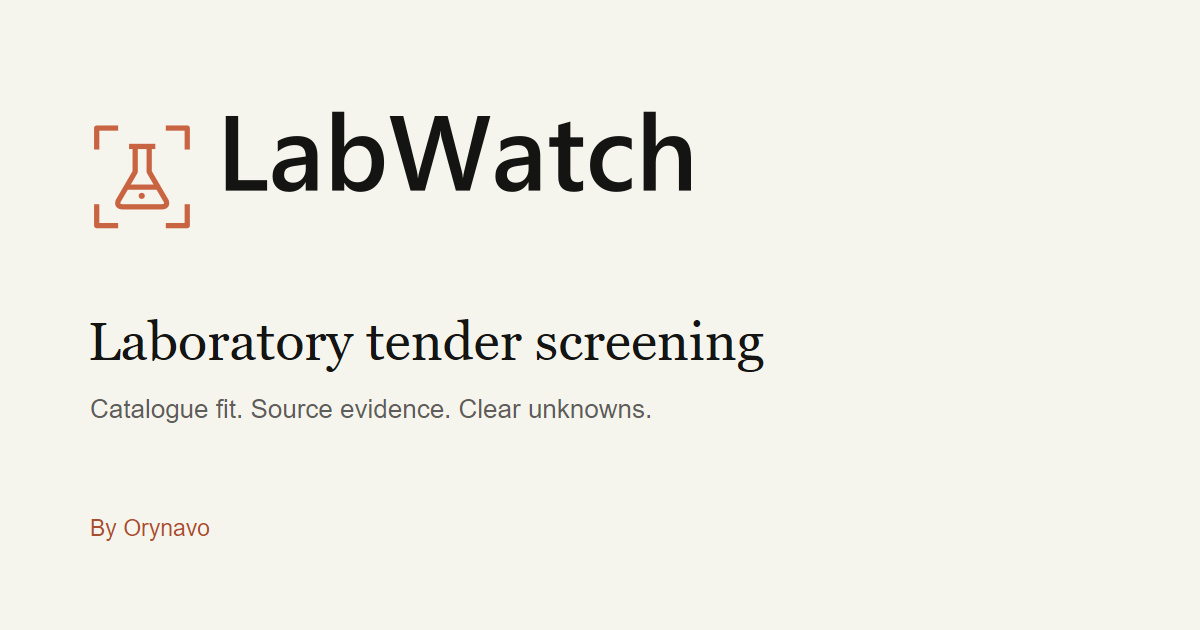 LabWatch
Laboratory tender screening
Catalogue fit. Source evidence. Clear unknowns.
By Orynavo